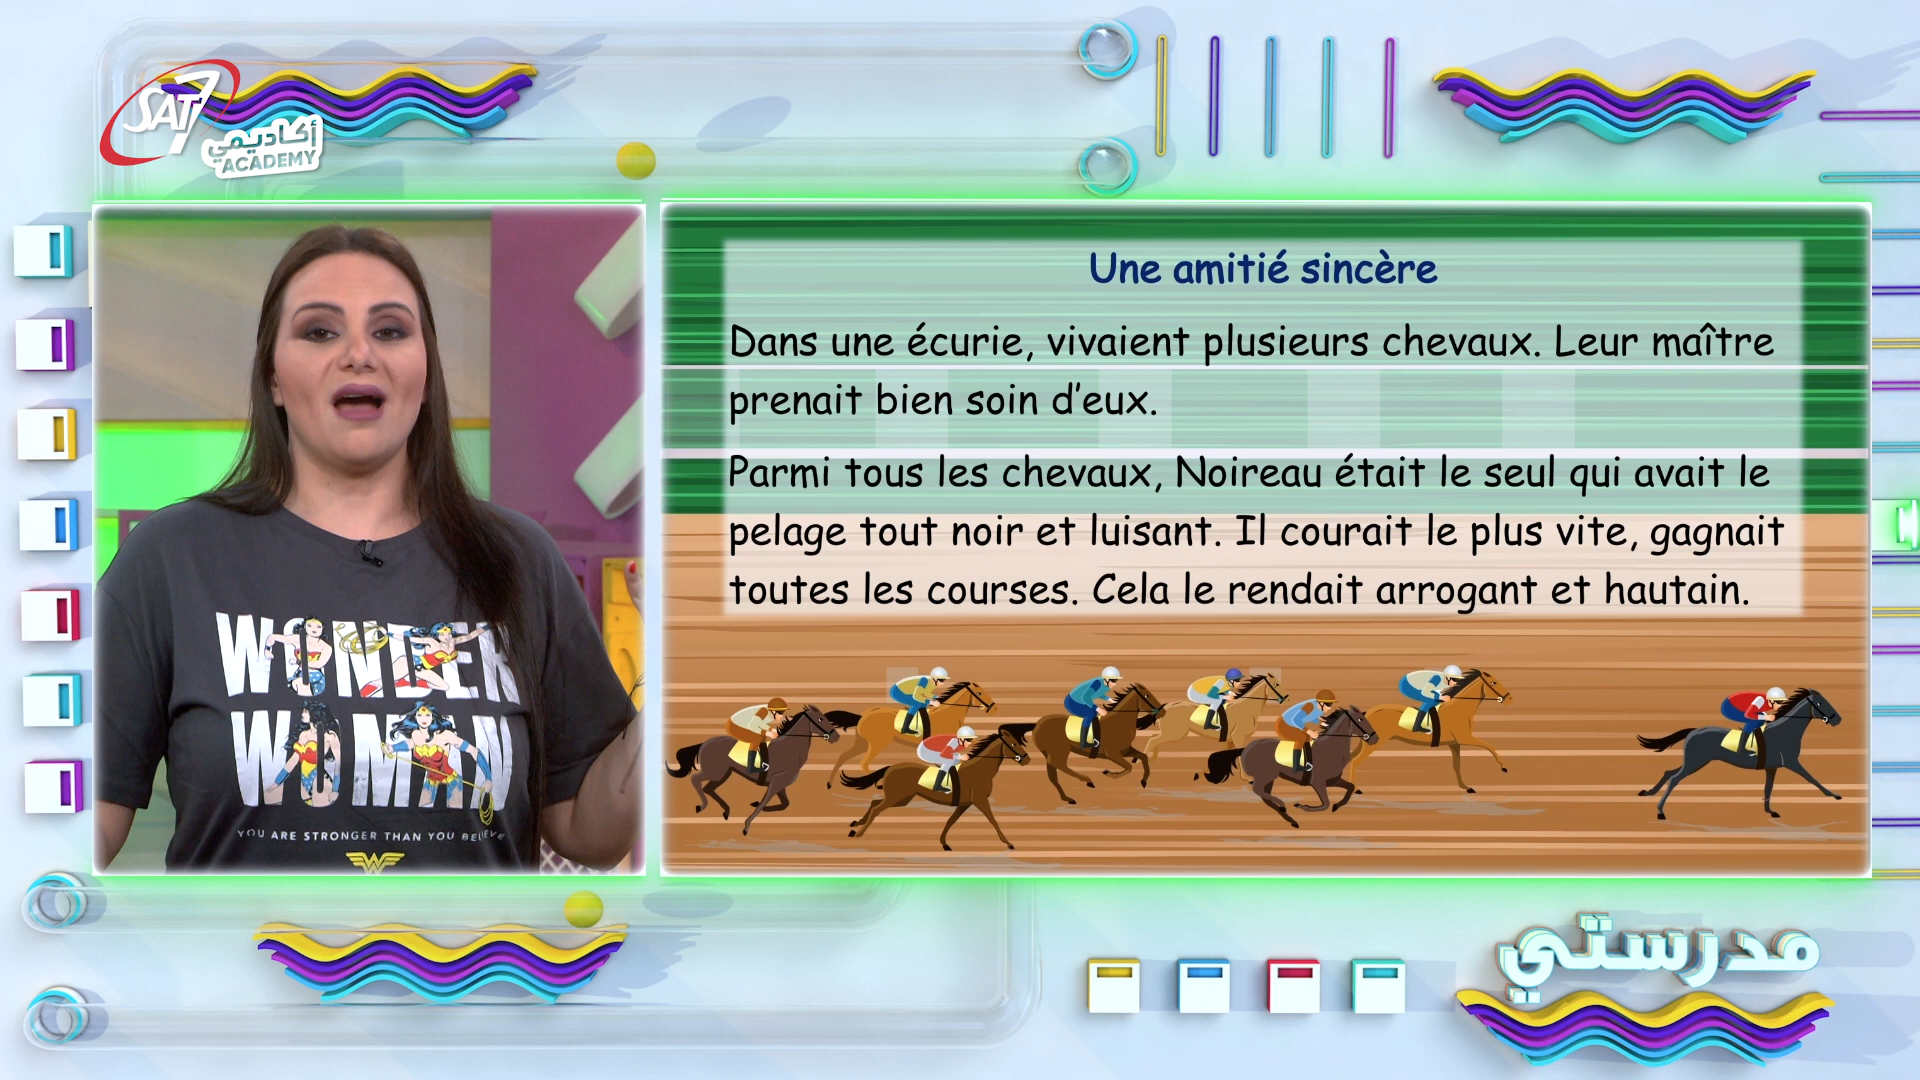 SAT7
أكاديمي
ACADEMY
Une amitié sincère
Dans une écurie, vivaient plusieurs chevaux. Leur maître
prenait bien soin d'eux.
Parmi tous les chevaux, Noireau était le seul qui avait le
pelage tout noir et luisant. Il courait le plus vite, gagnait
toutes les courses. Cela le rendait arrogant et hautain.
WONDER
WOMAN
YOU ARE STRONGER THAN YOU BELIEVE
مدرستي